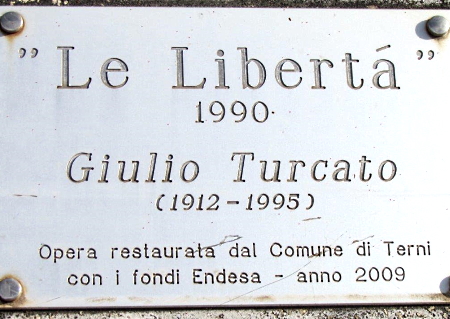 "Le Libertá"
1990.
Giulio Turcato
(1912-1995)
Opera restaurata dal Comune di Terni
con i fondi Endesa - anno 2009